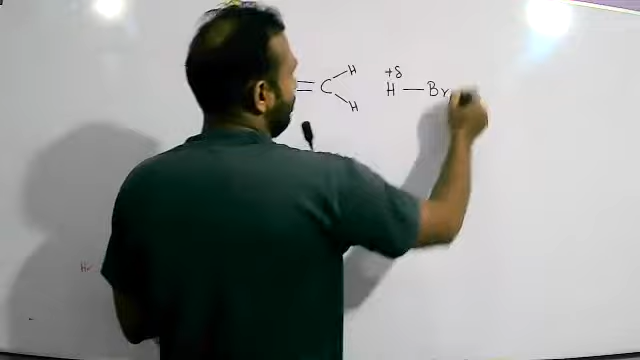 H
+δ
= C H — Br
H